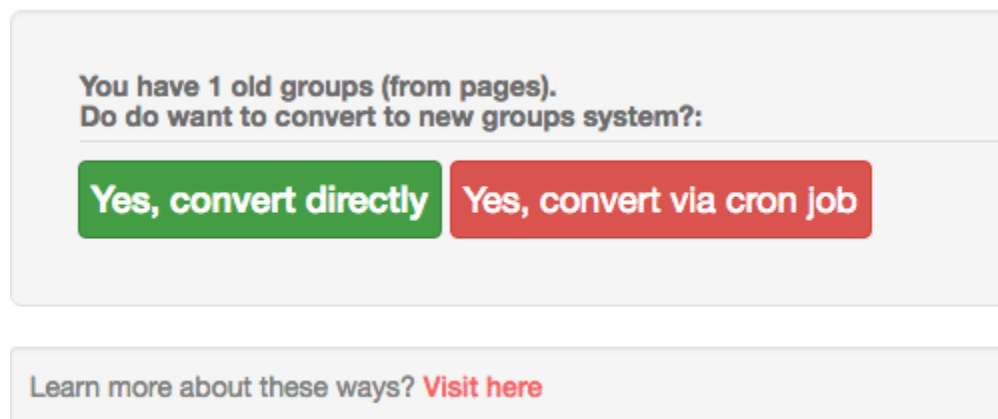 You have 1 old groups (from pages).
Do do want to convert to new groups system?:
Yes, convert directly Yes, convert via cron job
Learn more about these ways? Visit here